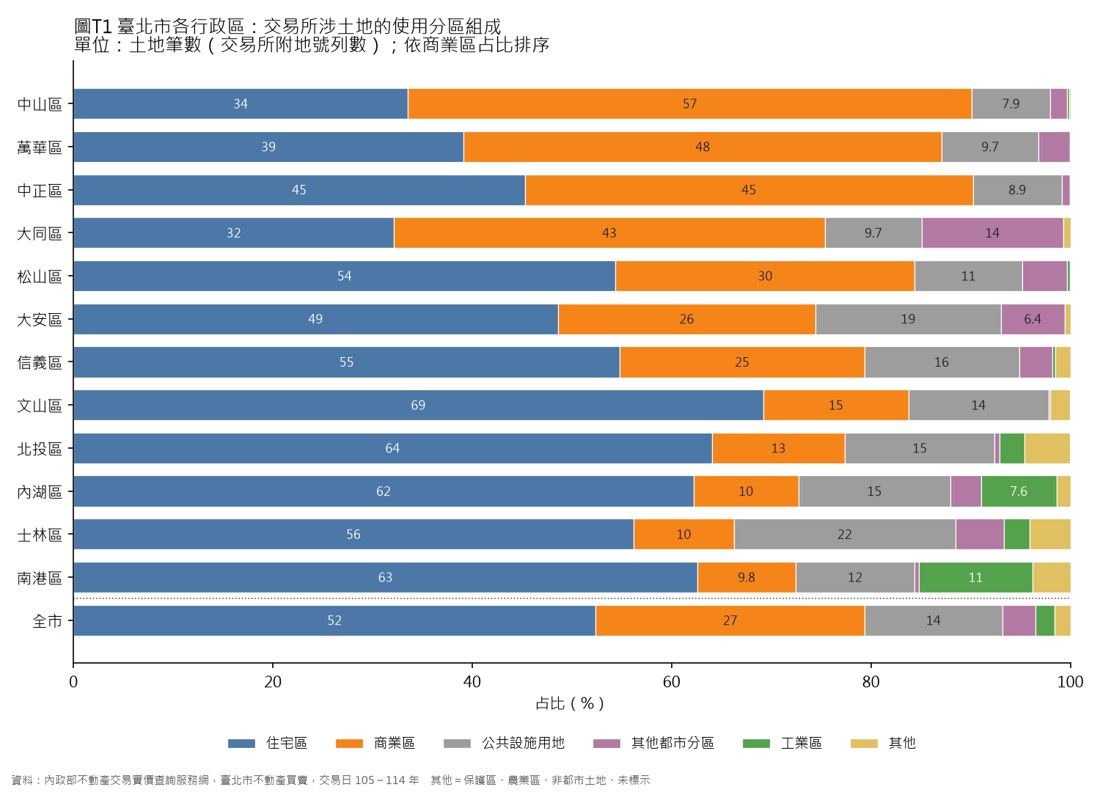 圖T1 臺北市各行政區：交易所涉土地的使用分區組成
單位：土地筆數（交易所附地號列數）；依商業區占比排序
中山區 34 57 7.9
萬華區 39 48 9.7
中正區 45 45 8.9
大同區 32 43 9.7 14
松山區 54 30 11
大安區 49 26 19 6.4
信義區 55 25 16
文山區 69 15 14
北投區 64 13 15
內湖區 62 10 15 7.6
士林區 56 10 22
南港區 63 9.8 12 11
全市 52 27 14
0 20 40 60 80 100
占比（%）
住宅區 商業區 公共設施用地 其他都市分區 工業區 其他
資料：內政部不動產交易實價查詢服務網，臺北市不動產買賣，交易日 105～114 年　其他＝保護區、農業區、非都市土地、未標示